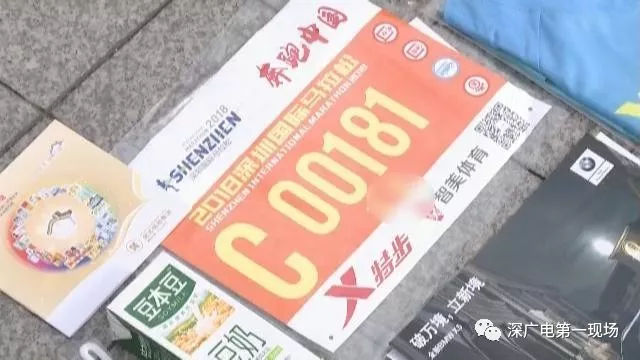 奔跑中国
2018
SHENZHEN
2018深圳国际马拉松
SHENZHEN INTERNATIONAL MARATHON 2018
C 00181
智美体育
特步
豆本豆
豆奶
破万境，立新境
深广电第一现场